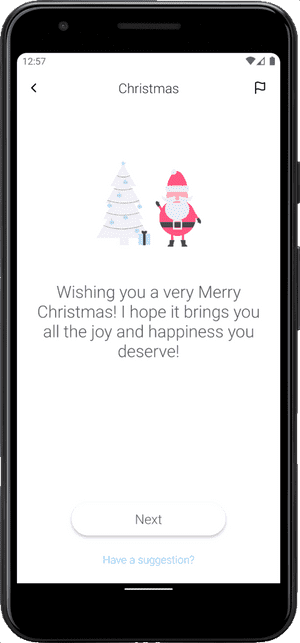 12:57
Christmas
Wishing you a very Merry
Christmas! I hope it brings you
all the joy and happiness you
deserve!
Next
Have a suggestion?